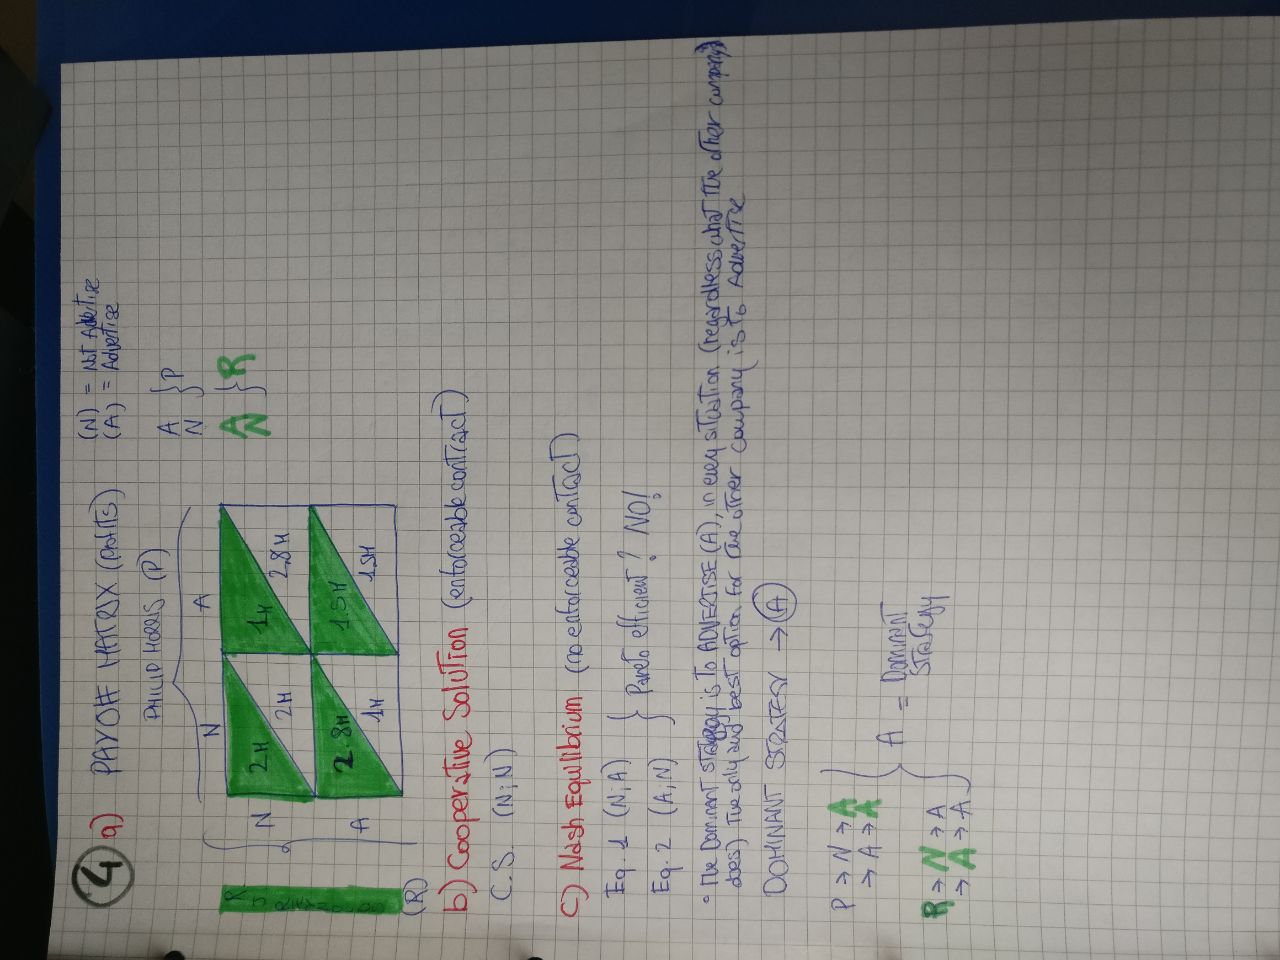 4 a) PAYOFF MATRIX (profits)
(N) = Not Advertise
(A) = Advertise
PHILIP MORRIS (P)
A
N } P
A
N } R
N A
N 2M 2M 1M 2.8M
A 2.8M 1M 1.5M 1.5M
(R)
b) Cooperative Solution (enforceable contract)
C.S. (N;N)
c) Nash Equilibrium (no enforceable contract)
Eq. 1 (N;A)
Eq. 2 (A;N) } Pareto efficient? NO!
• The Dominant strategy is to ADVERTISE (A), in every situation (regardless what the other company
does) The only and best option for the other company is to Advertise
DOMINANT STRATEGY → A
P → N → A
→ A → A
A = Dominant
Strategy
R → N → A
→ A → A